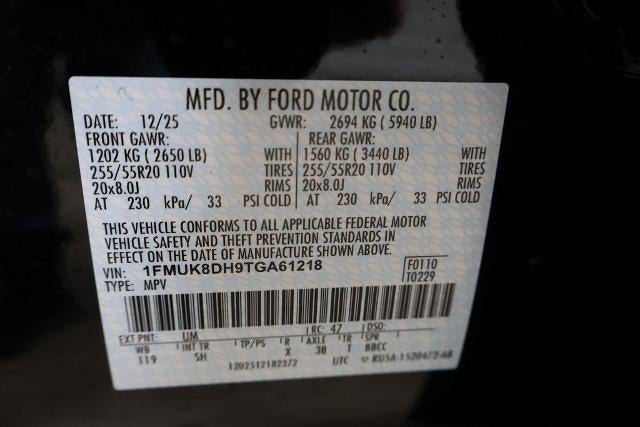 MFD. BY FORD MOTOR CO.
DATE: 12/25 GVWR: 2694 KG ( 5940 LB)
FRONT GAWR: REAR GAWR:
1202 KG ( 2650 LB) WITH 1560 KG ( 3440 LB) WITH
255/55R20 110V TIRES 255/55R20 110V TIRES
20x8.0J RIMS 20x8.0J RIMS
AT 230 kPa/ 33 PSI COLD AT 230 kPa/ 33 PSI COLD
THIS VEHICLE CONFORMS TO ALL APPLICABLE FEDERAL MOTOR
VEHICLE SAFETY AND THEFT PREVENTION STANDARDS IN
EFFECT ON THE DATE OF MANUFACTURE SHOWN ABOVE.
VIN: 1FMUK8DH9TGA61218 F0110
TYPE: MPV T0229
EXT PNT: UM RC: 47 DSO:
WB INT TR TP/PS R AXLE TR SPR
119 SH X 3B 1 BBCC
1202512182372 UTC RUSA-1520472-AB